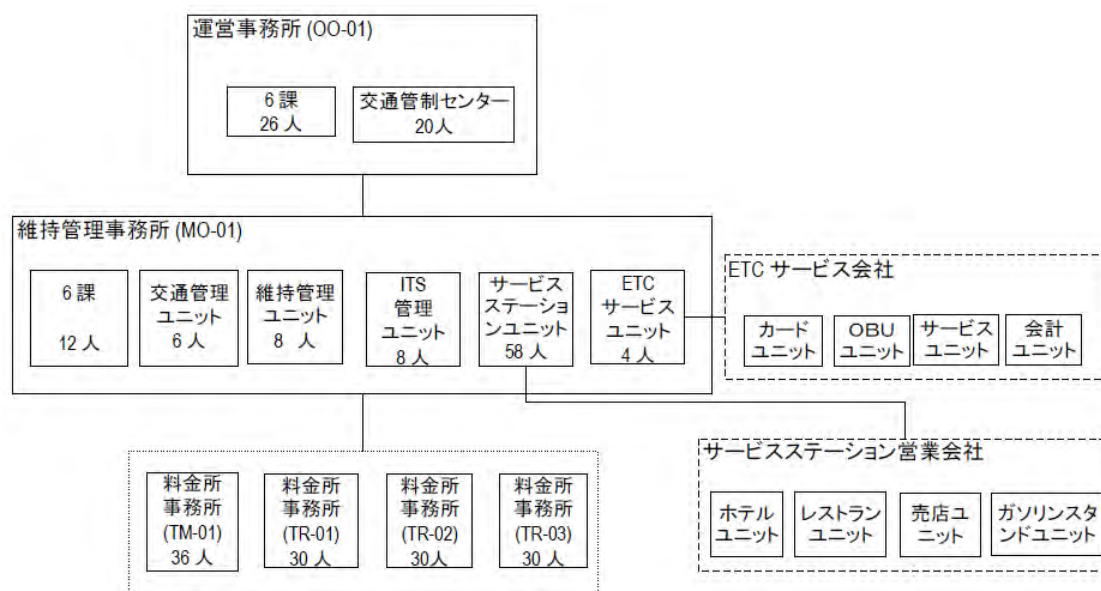 運営事務所 (OO-01)
6 課
26 人
交通管制センター
20人
維持管理事務所 (MO-01)
6 課
12 人
交通管理
ユニット
6 人
維持管理
ユニット
8 人
ITS
管理
ユニット
8 人
サービス
ステーショ
ンユニット
58 人
ETC
サービス
ユニット
4 人
ETC サービス会社
カード
ユニット
OBU
ユニット
サービス
ユニット
会計
ユニット
料金所
事務所
(TM-01)
36 人
料金所
事務所
(TR-01)
30 人
料金所
事務所
(TR-02)
30人
料金所
事務所
(TR-03)
30 人
サービスステーション営業会社
ホテル
ユニット
レストラン
ユニット
売店ユ
ニット
ガソリンスタ
ンドユニット